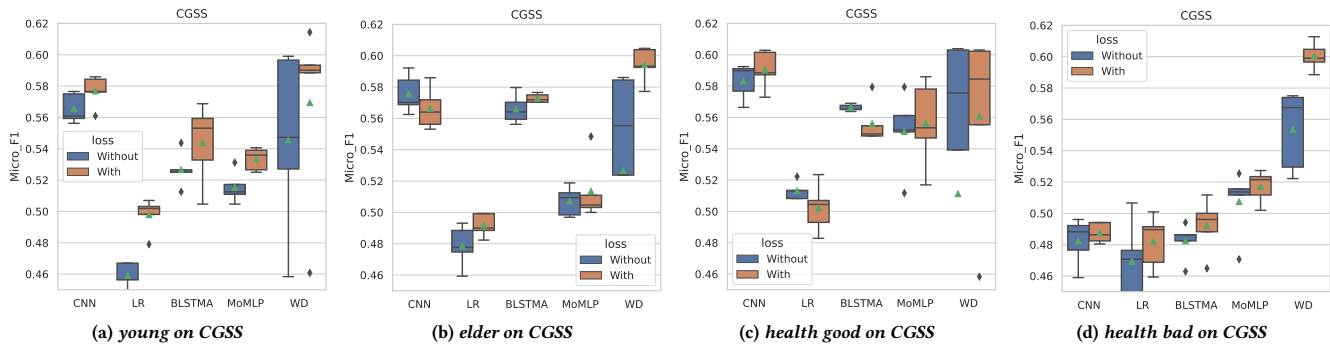 CGSS
0.62
0.60
0.58
0.56
0.54
0.52
0.50
0.48
0.46
Micro_F1
loss
Without
With
CNN LR BLSTMA MoMLP WD
(a) young on CGSS
CGSS
0.62
0.60
0.58
0.56
0.54
0.52
0.50
0.48
0.46
Micro_F1
loss
Without
With
CNN LR BLSTMA MoMLP WD
(b) elder on CGSS
CGSS
0.62
0.60
0.58
0.56
0.54
0.52
0.50
0.48
0.46
Micro_F1
loss
Without
With
CNN LR BLSTMA MoMLP WD
(c) health good on CGSS
CGSS
0.62
0.60
0.58
0.56
0.54
0.52
0.50
0.48
0.46
Micro_F1
loss
Without
With
CNN LR BLSTMA MoMLP WD
(d) health bad on CGSS